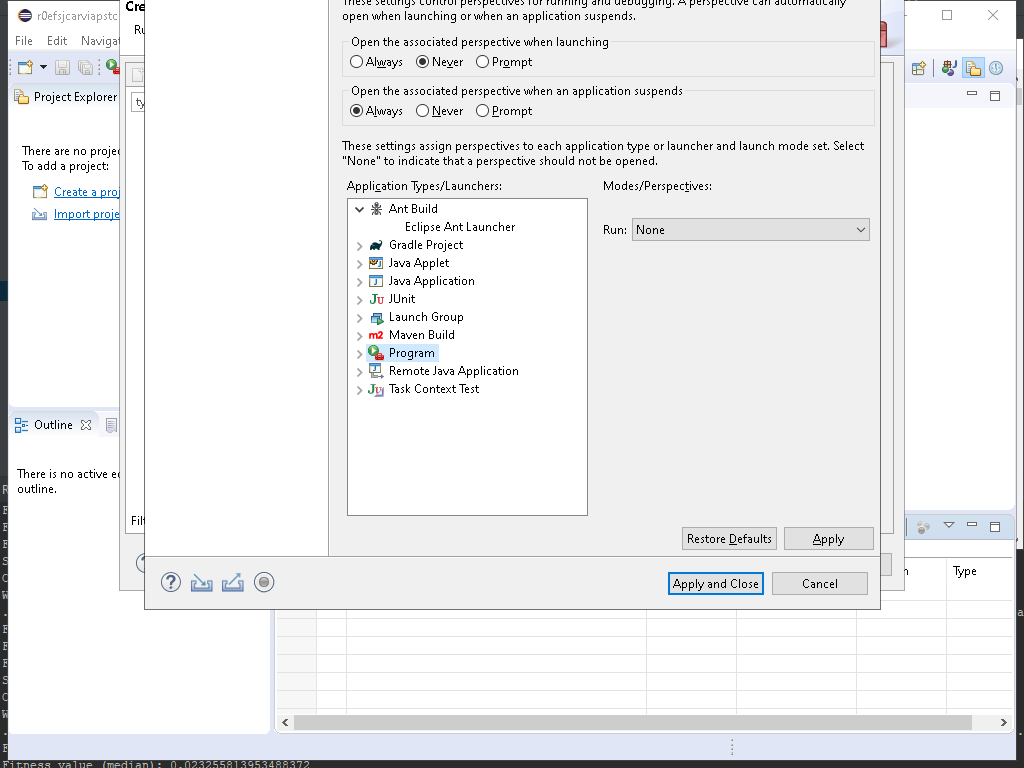 r0efsjcarviapstc
Cre
These settings control perspectives for running and debugging. A perspective can automatically
open when launching or when an application suspends.
File Edit Navigat
Ru
Open the associated perspective when launching
Always Never Prompt
Project Explorer
ty
Open the associated perspective when an application suspends
Always Never Prompt
There are no projec
To add a project:
Create a proj
Import proje
These settings assign perspectives to each application type or launcher and launch mode set. Select
"None" to indicate that a perspective should not be opened.
Application Types/Launchers:
Modes/Perspectives:
Ant Build
Eclipse Ant Launcher
Run: None
Gradle Project
Java Applet
Java Application
JU JUnit
Launch Group
m2 Maven Build
Program
Remote Java Application
Task Context Test
Outline
There is no active ed
outline.
Filt
Restore Defaults
Apply
Type
Apply and Close
Cancel
Fitness value (median): 0.023255813953488372